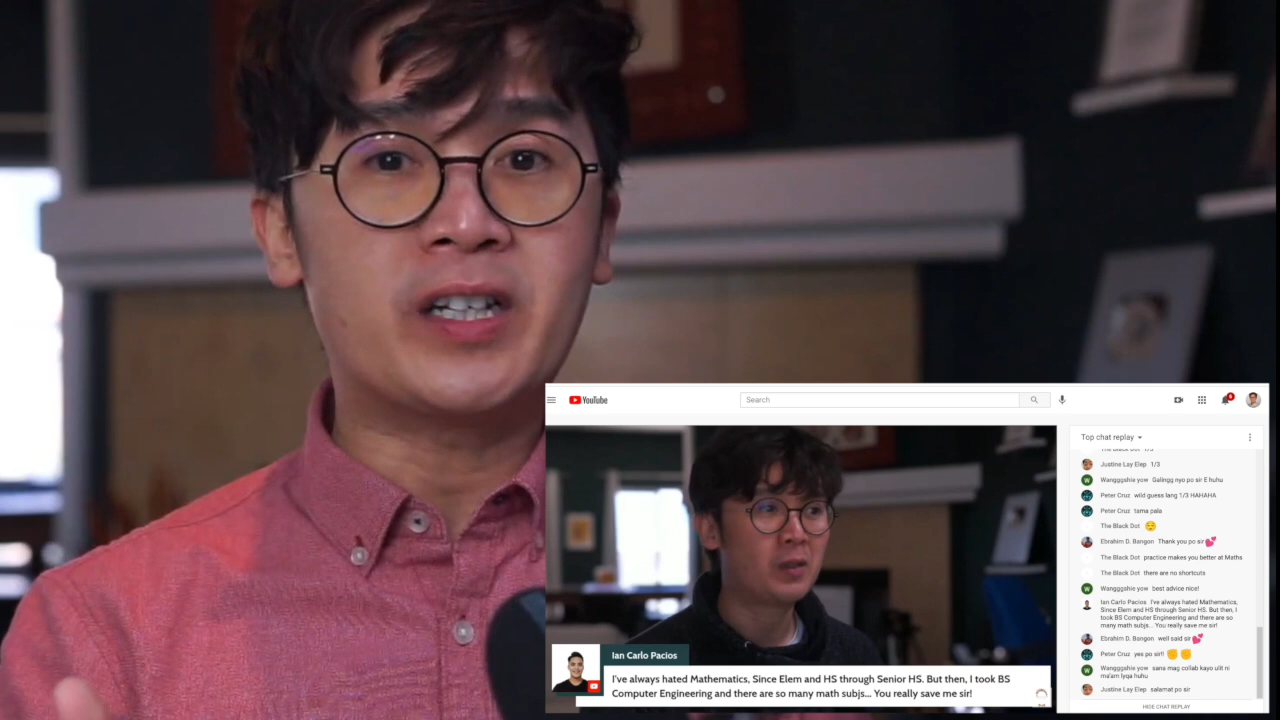 YouTube
Search
6
Top chat replay
The Black Dot 1/3
Justine Lay Elep 1/3
Wangggshie yow Galingg nyo po sir E huhu
Peter Cruz wild guess lang 1/3 HAHAHA
Peter Cruz tama pala
The Black Dot
Ebrahim D. Bangon Thank you po sir
The Black Dot practice makes you better at Maths
The Black Dot there are no shortcuts
Wangggshie yow best advice nice!
Ian Carlo Pacios I've always hated Mathematics,
Since Elem and HS through Senior HS. But then, I
took BS Computer Engineering and there are so
many math subjs... You really save me sir!
Ebrahim D. Bangon well said sir
Peter Cruz yes po sir!!
Wangggshie yow sana mag collab kayo ulit ni
ma'am lyqa huhu
Justine Lay Elep salamat po sir
HIDE CHAT REPLAY
Ian Carlo Pacios
I've always hated Mathematics, Since Elem and HS through Senior HS. But then, I took BS
Computer Engineering and there are so many math subjs... You really save me sir!